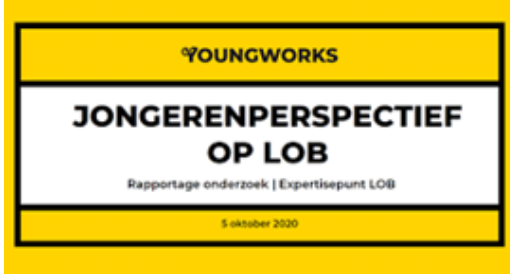 YOUNGWORKS
JONGERENPERSPECTIEF
OP LOB
Rapportage onderzoek | Expertisepunt LOB
5 oktober 2020